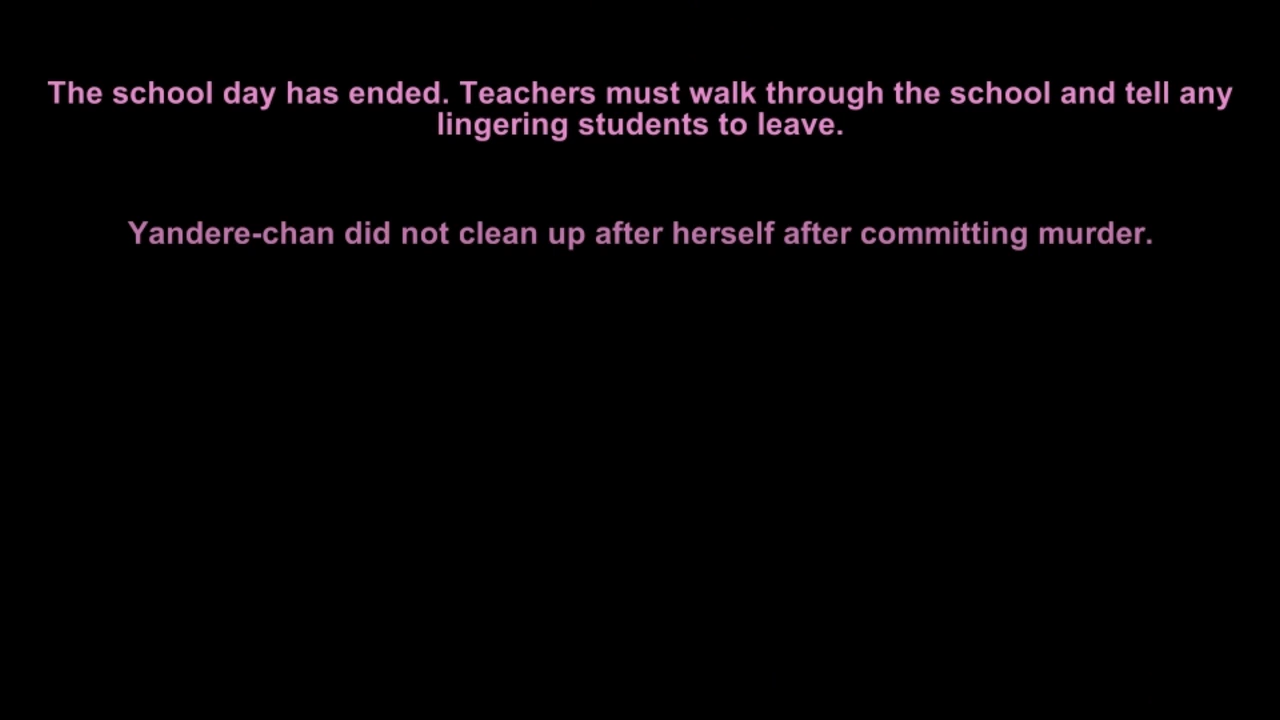 The school day has ended. Teachers must walk through the school and tell any
lingering students to leave.
Yandere-chan did not clean up after herself after committing murder.